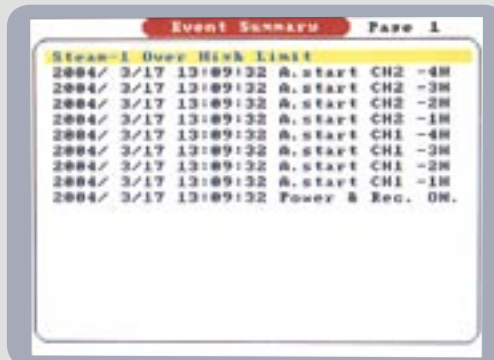 Event Summary Page 1
Steam-1 Over High Limit
2004/ 3/17 13:09:32 A.start CH2 -4H
2004/ 3/17 13:09:32 A.start CH2 -3H
2004/ 3/17 13:09:32 A.start CH2 -2H
2004/ 3/17 13:09:32 A.start CH2 -1H
2004/ 3/17 13:09:32 A.start CH1 -4H
2004/ 3/17 13:09:32 A.start CH1 -3H
2004/ 3/17 13:09:32 A.start CH1 -2H
2004/ 3/17 13:09:32 A.start CH1 -1H
2004/ 3/17 13:09:32 Power & Rec. ON.